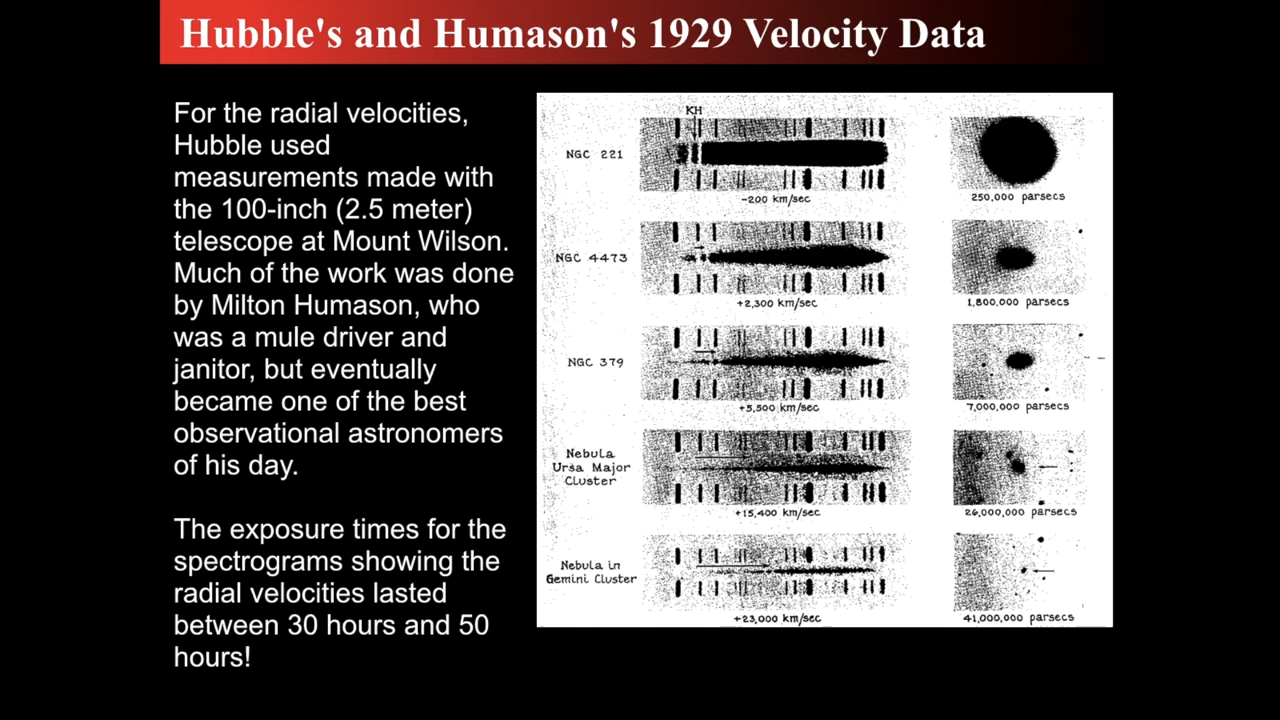 Hubble's and Humason's 1929 Velocity Data
For the radial velocities,
Hubble used
measurements made with
the 100-inch (2.5 meter)
telescope at Mount Wilson.
Much of the work was done
by Milton Humason, who
was a mule driver and
janitor, but eventually
became one of the best
observational astronomers
of his day.
The exposure times for the
spectrograms showing the
radial velocities lasted
between 30 hours and 50
hours!
KH
NGC 221
-200 km/sec
250,000 parsecs
NGC 4473
+2,300 km/sec
1,800,000 parsecs
NGC 379
+5,500 km/sec
7,000,000 parsecs
Nebula
Ursa Major
Cluster
+15,400 km/sec
26,000,000 parsecs
Nebula in
Gemini Cluster
+23,000 km/sec
41,000,000 parsecs